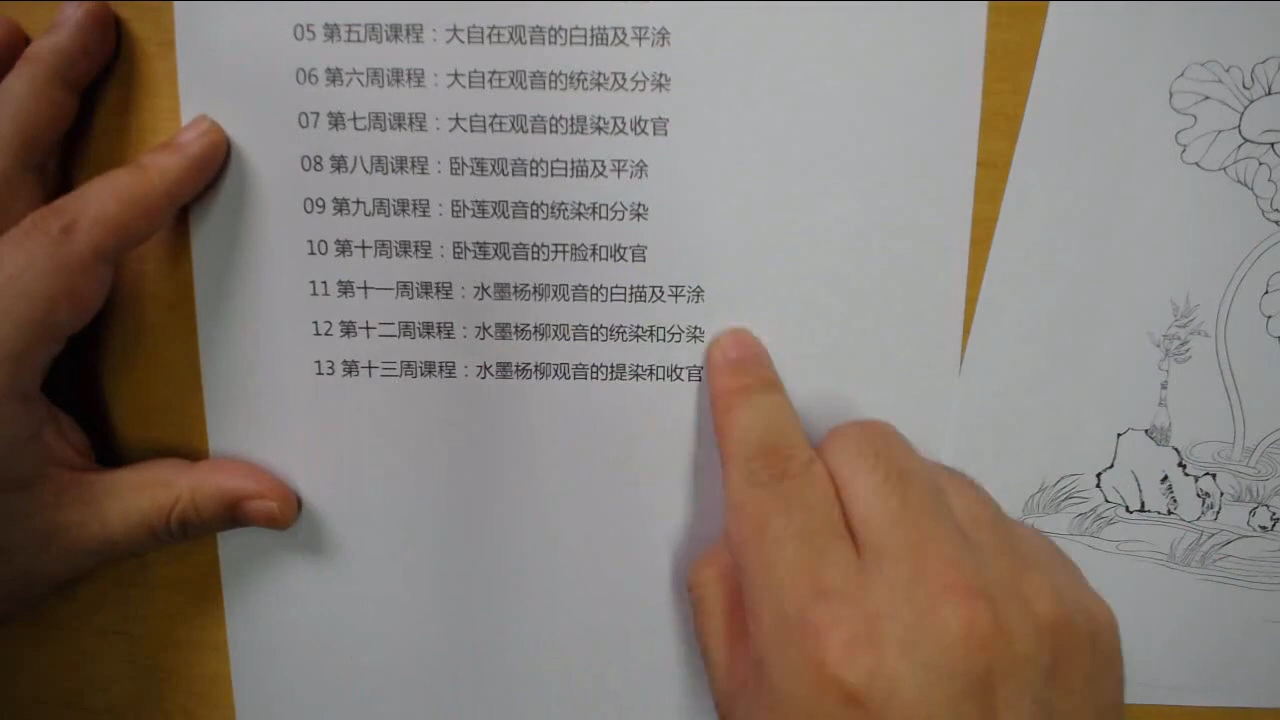 05 第五周课程：大自在观音的白描及平涂
06 第六周课程：大自在观音的统染及分染
07 第七周课程：大自在观音的提染及收官
08 第八周课程：卧莲观音的白描及平涂
09 第九周课程：卧莲观音的统染和分染
10 第十周课程：卧莲观音的开脸和收官
11 第十一周课程：水墨杨柳观音的白描及平涂
12 第十二周课程：水墨杨柳观音的统染和分染
13 第十三周课程：水墨杨柳观音的提染和收官